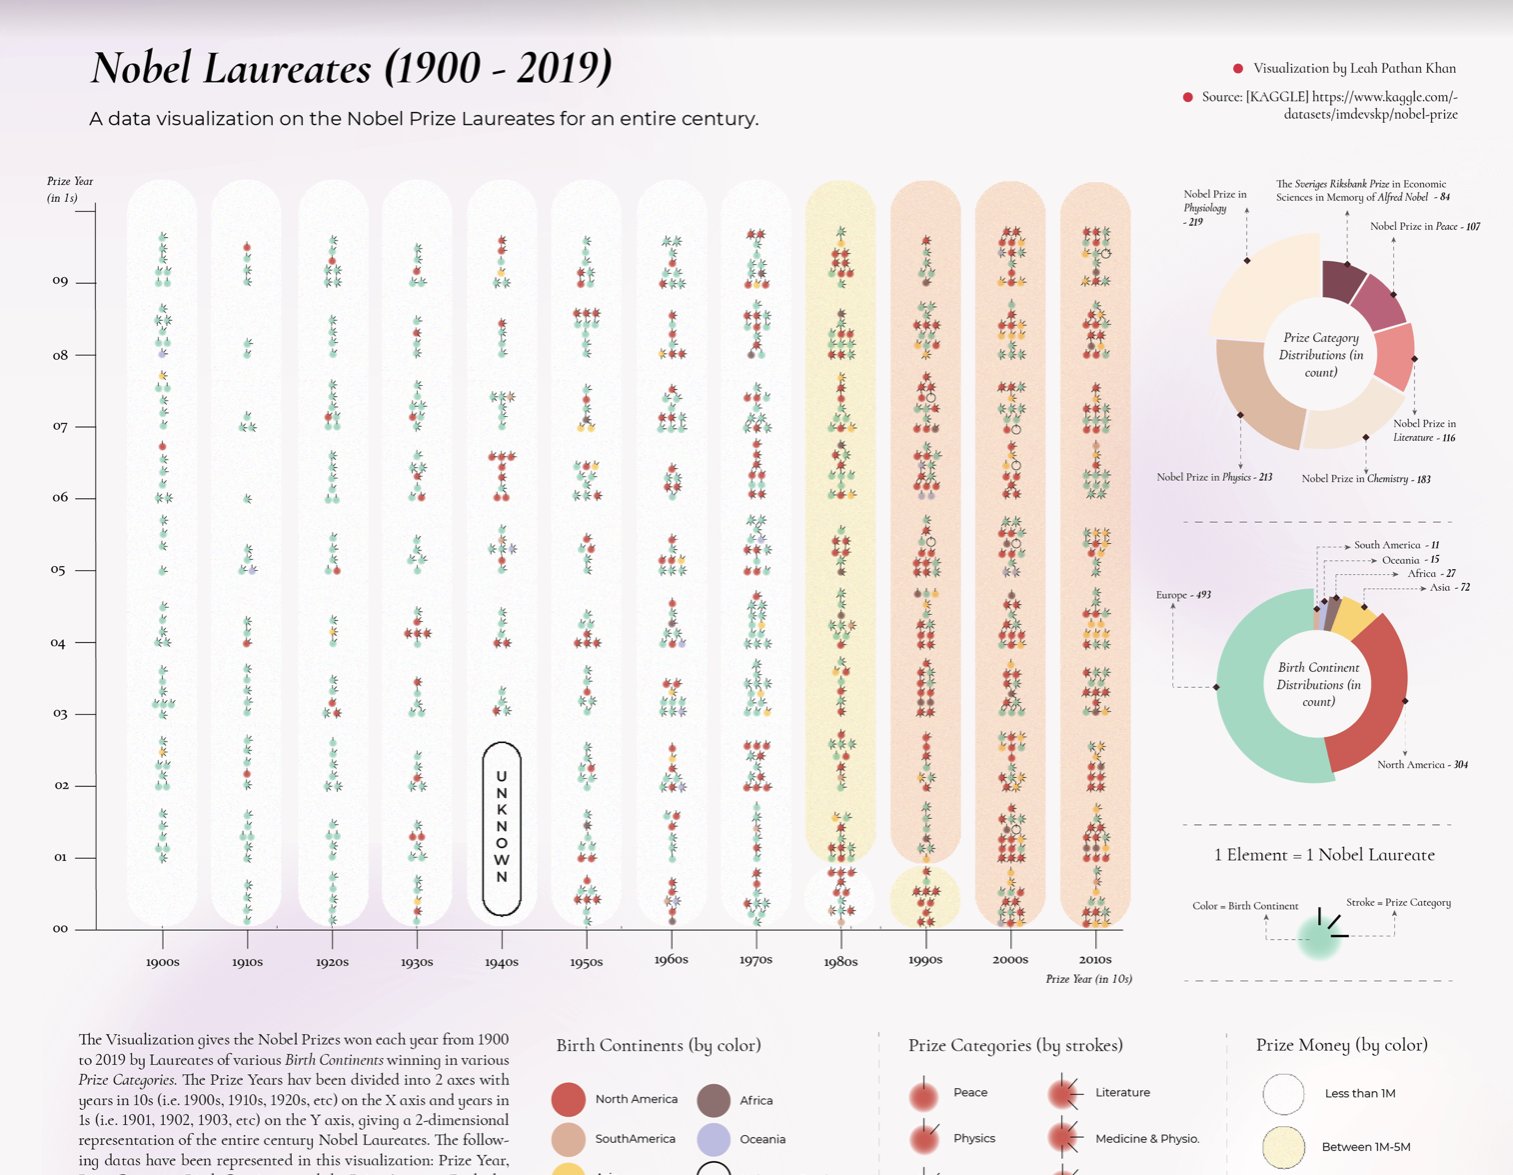 Nobel Laureates (1900 - 2019)
A data visualization on the Nobel Prize Laureates for an entire century.
Visualization by Leah Pathan Khan
Source: [KAGGLE] https://www.kaggle.com/-
datasets/imdevskp/nobel-prize
Prize Year
(in 1s)
09
08
07
06
05
04
03
02
01
00
UNKNOWN
1900s
1910s
1920s
1930s
1940s
1950s
1960s
1970s
1980s
1990s
2000s
2010s
Prize Year (in 10s)
Nobel Prize in
Physiology
- 219
The Sveriges Riksbank Prize in Economic
Sciences in Memory of Alfred Nobel - 84
Nobel Prize in Peace - 107
Prize Category
Distributions (in
count)
Nobel Prize in
Literature - 116
Nobel Prize in Physics - 213
Nobel Prize in Chemistry - 183
South America - 11
Oceania - 15
Africa - 27
Asia - 72
Europe - 493
Birth Continent
Distributions (in
count)
North America - 304
1 Element = 1 Nobel Laureate
Color = Birth Continent
Stroke = Prize Category
The Visualization gives the Nobel Prizes won each year from 1900
to 2019 by Laureates of various Birth Continents winning in various
Prize Categories. The Prize Years hav been divided into 2 axes with
years in 10s (i.e. 1900s, 1910s, 1920s, etc) on the X axis and years in
1s (i.e. 1901, 1902, 1903, etc) on the Y axis, giving a 2-dimensional
representation of the entire century Nobel Laureates. The follow-
ing datas have been represented in this visualization: Prize Year,
Birth Continents (by color)
North America
Africa
SouthAmerica
Oceania
Prize Categories (by strokes)
Peace
Literature
Physics
Medicine & Physio.
Prize Money (by color)
Less than 1M
Between 1M-5M